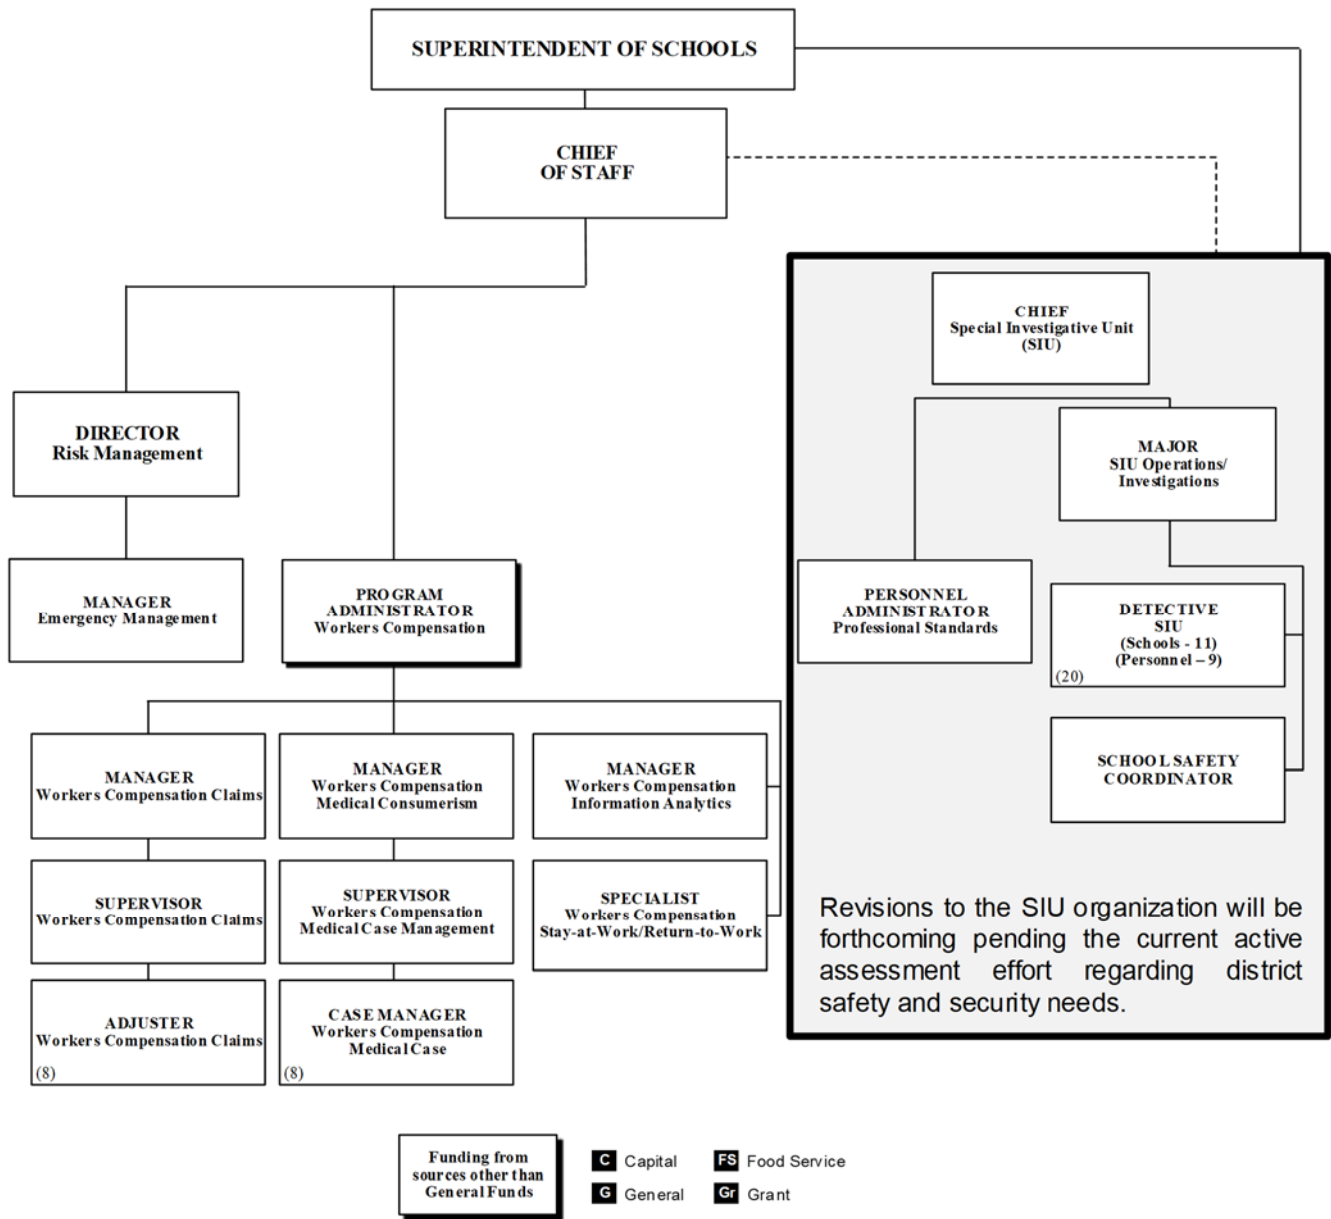 SUPERINTENDENT OF SCHOOLS
CHIEF
OF STAFF
CHIEF
Special Investigative Unit
(SIU)
DIRECTOR
Risk Management
MAJOR
SIU Operations/
Investigations
MANAGER
Emergency Management
PROGRAM
ADMINISTRATOR
Workers Compensation
PERSONNEL
ADMINISTRATOR
Professional Standards
DETECTIVE
SIU
(Schools - 11)
(Personnel – 9)
(20)
SCHOOL SAFETY
COORDINATOR
MANAGER
Workers Compensation Claims
MANAGER
Workers Compensation
Medical Consumerism
MANAGER
Workers Compensation
Information Analytics
SUPERVISOR
Workers Compensation Claims
SUPERVISOR
Workers Compensation
Medical Case Management
SPECIALIST
Workers Compensation
Stay-at-Work/Return-to-Work
ADJUSTER
Workers Compensation Claims
(8)
CASE MANAGER
Workers Compensation
Medical Case
(8)
Revisions to the SIU organization will be
forthcoming pending the current active
assessment effort regarding district
safety and security needs.
Funding from
sources other than
General Funds
C Capital
FS Food Service
G General
Gr Grant